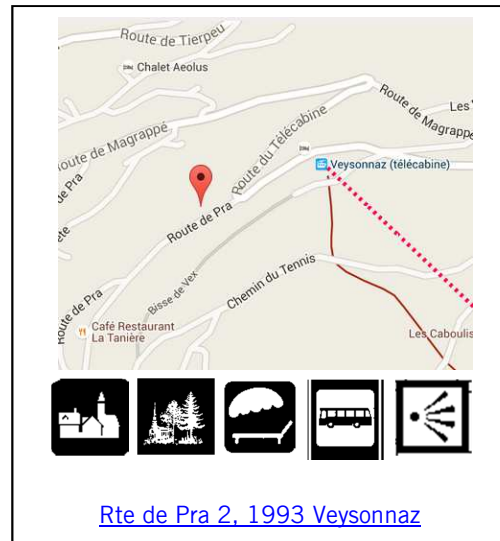 Route de Tierpeu
Chalet Aeolus
Route de Magrappé
Les
Route de Magrappé
Route du Télécabine
Veysonnaz (télécabine)
de Pra
ete
Route de Pra
Bisse de Vex
Chemin du Tennis
Route de Pra
Café Restaurant
La Tanière
Les Caboulis
Rte de Pra 2, 1993 Veysonnaz